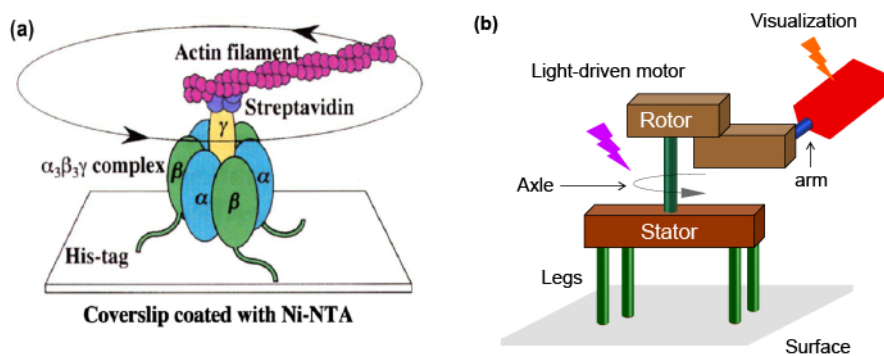 (a)
Actin filament
Streptavidin
γ
α₃β₃γ complex
β
α
β
α
His-tag
Coverslip coated with Ni-NTA
(b)
Visualization
Light-driven motor
Rotor
Axle
arm
Stator
Legs
Surface